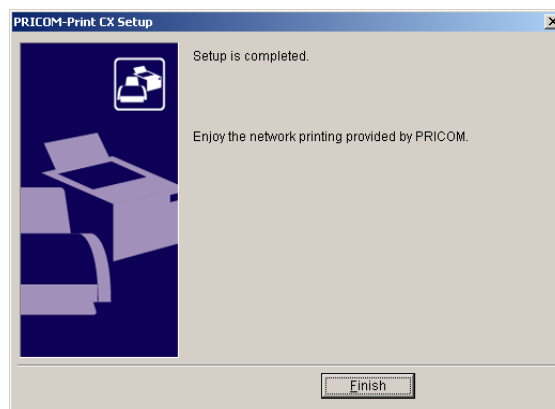 PRICOM-Print CX Setup
Setup is completed.
Enjoy the network printing provided by PRICOM.
Finish